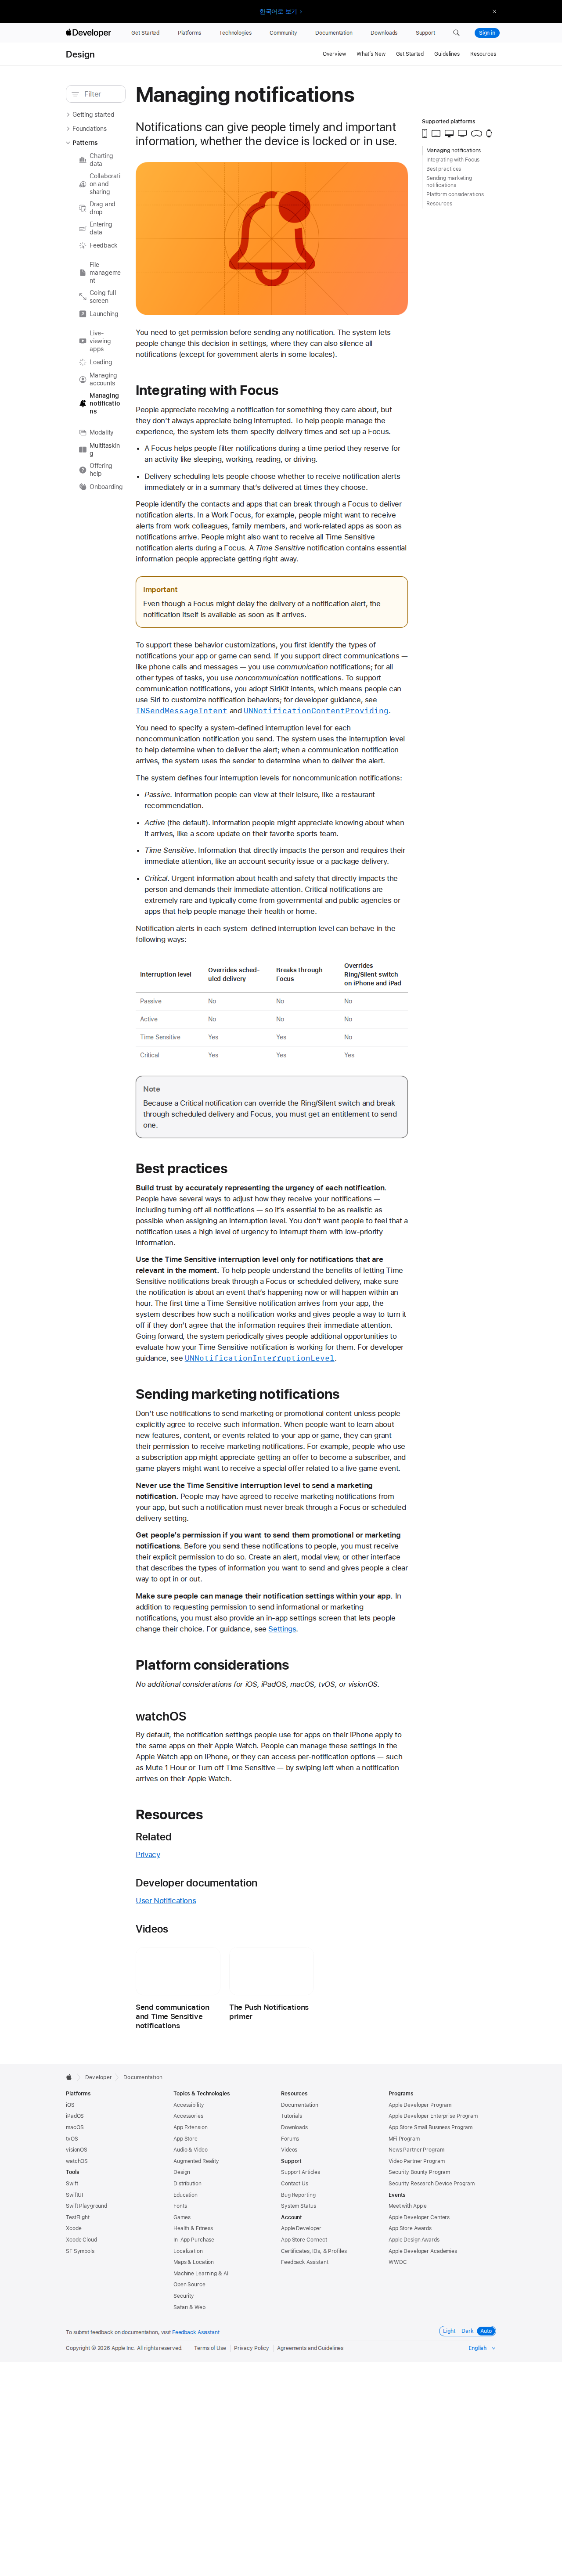 한국어로 보기
Developer
Get Started
Platforms
Technologies
Community
Documentation
Downloads
Support
Sign in
Design
Overview
What's New
Get Started
Guidelines
Resources
Filter
Getting started
Foundations
Patterns
Charting
data
Collaborati
on and
sharing
Drag and
drop
Entering
data
Feedback
File
manageme
nt
Going full
screen
Launching
Live-
viewing
apps
Loading
Managing
accounts
Managing
notificatio
ns
Modality
Multitaskin
g
Offering
help
Onboarding
Managing notifications
Notifications can give people timely and important
information, whether the device is locked or in use.
You need to get permission before sending any notification. The system lets
people change this decision in settings, where they can also silence all
notifications (except for government alerts in some locales).
Integrating with Focus
People appreciate receiving a notification for something they care about, but
they don't always appreciate being interrupted. To help people manage the
experience, the system lets them specify delivery times and set up a Focus.
• A Focus helps people filter notifications during a time period they reserve for
an activity like sleeping, working, reading, or driving.
• Delivery scheduling lets people choose whether to receive notification alerts
immediately or in a summary that's delivered at times they choose.
People identify the contacts and apps that can break through a Focus to deliver
notifications. In a Work Focus, for example, people might want to receive
alerts from work colleagues, family members, and work-related apps as soon as
notifications arrive. People might also want to receive all Time Sensitive
notification alerts during a Focus. A Time Sensitive notification contains essential
information people appreciate getting right away.
Important
Even though a Focus might delay the delivery of a notification alert, the
notification itself is available as soon as it arrives.
To support these behavior customizations, you first identify the types of
notifications your app or game can send. If you support direct communications —
like phone calls and messages — you use communication notifications; for all
other types of tasks, you use noncommunication notifications. To support
communication notifications, you adopt SiriKit intents, which means people can
use Siri to customize notification behaviors; for developer guidance, see
INSendMessageIntent and UNNotificationContentProviding.
You need to specify a system-defined interruption level for each
noncommunication notification you send. The system uses the interruption level
to help determine when to deliver the alert; when a communication notification
arrives, the system uses the sender to determine when to deliver the alert.
The system defines four interruption levels for noncommunication notifications:
• Passive. Information people can view at their leisure, like a restaurant
recommendation.
• Active (the default). Information people might appreciate knowing about when
it arrives, like a score update on their favorite sports team.
• Time Sensitive. Information that directly impacts the person and requires their
immediate attention, like an account security issue or a package delivery.
• Critical. Urgent information about health and safety that directly impacts the
person and demands their immediate attention. Critical notifications are
extremely rare and typically come from governmental and public agencies or
apps that help people manage their health or home.
Notification alerts in each system-defined interruption level can behave in the
following ways:
Interruption level
Overrides sched-
uled delivery
Breaks through
Focus
Overrides
Ring/Silent switch
on iPhone and iPad
Passive No No No
Active No No No
Time Sensitive Yes Yes No
Critical Yes Yes Yes
Note
Because a Critical notification can override the Ring/Silent switch and break
through scheduled delivery and Focus, you must get an entitlement to send
one.
Best practices
Build trust by accurately representing the urgency of each notification.
People have several ways to adjust how they receive your notifications —
including turning off all notifications — so it's essential to be as realistic as
possible when assigning an interruption level. You don't want people to feel that a
notification uses a high level of urgency to interrupt them with low-priority
information.
Use the Time Sensitive interruption level only for notifications that are
relevant in the moment. To help people understand the benefits of letting Time
Sensitive notifications break through a Focus or scheduled delivery, make sure
the notification is about an event that's happening now or will happen within an
hour. The first time a Time Sensitive notification arrives from your app, the
system describes how such a notification works and gives people a way to turn it
off if they don't agree that the information requires their immediate attention.
Going forward, the system periodically gives people additional opportunities to
evaluate how your Time Sensitive notification is working for them. For developer
guidance, see UNNotificationInterruptionLevel.
Sending marketing notifications
Don't use notifications to send marketing or promotional content unless people
explicitly agree to receive such information. When people want to learn about
new features, content, or events related to your app or game, they can grant
permission to receive marketing notifications. For example, people who use a
subscription app might appreciate getting an offer to become a subscriber, and
game players might want to receive a special offer related to a live game event.
Never use the Time Sensitive interruption level to send a marketing
notification. People may have agreed to receive marketing notifications from
your app, but such a notification must never break through a Focus or scheduled
delivery setting.
Get people's permission if you want to send them promotional or marketing
notifications. Before you send these notifications to people, you must receive
their explicit permission to do so. Create an alert, modal view, or other interface
that describes the types of information you want to send and gives people a clear
way to opt in or out.
Make sure people can manage their notification settings within your app. In
addition to requesting permission to send informational or marketing
notifications, you must also provide an in-app settings screen that lets people
change their choice. For guidance, see Settings.
Platform considerations
No additional considerations for iOS, iPadOS, macOS, tvOS, or visionOS.
watchOS
By default, the notification settings people use for apps on their iPhone apply to
the same apps on their Apple Watch. People can manage these settings in the
Apple Watch app on iPhone, or they can access per-notification options — such
as Mute 1 Hour or Turn off Time Sensitive — by swiping left when a notification
arrives on their Apple Watch.
Resources
Related
Privacy
Developer documentation
User Notifications
Videos
Send communication
and Time Sensitive
notifications
The Push Notifications
primer
Supported platforms
Managing notifications
Integrating with Focus
Best practices
Sending marketing
notifications
Platform considerations
Resources
Developer
Documentation
Platforms
iOS
iPadOS
macOS
tvOS
visionOS
watchOS
Tools
Swift
SwiftUI
Swift Playground
TestFlight
Xcode
Xcode Cloud
SF Symbols
Topics & Technologies
Accessibility
Accessories
App Extension
App Store
Audio & Video
Augmented Reality
Design
Distribution
Education
Fonts
Games
Health & Fitness
In-App Purchase
Localization
Maps & Location
Machine Learning & AI
Open Source
Security
Safari & Web
Resources
Documentation
Tutorials
Downloads
Forums
Videos
Support
Support Articles
Contact Us
Bug Reporting
System Status
Account
Apple Developer
App Store Connect
Certificates, IDs, & Profiles
Feedback Assistant
Programs
Apple Developer Program
Apple Developer Enterprise Program
App Store Small Business Program
MFi Program
News Partner Program
Video Partner Program
Security Bounty Program
Security Research Device Program
Events
Meet with Apple
Apple Developer Centers
App Store Awards
Apple Design Awards
Apple Developer Academies
WWDC
To submit feedback on documentation, visit Feedback Assistant
Light Dark Auto
Copyright © 2026 Apple Inc. All rights reserved.
Terms of Use
Privacy Policy
Agreements and Guidelines
English